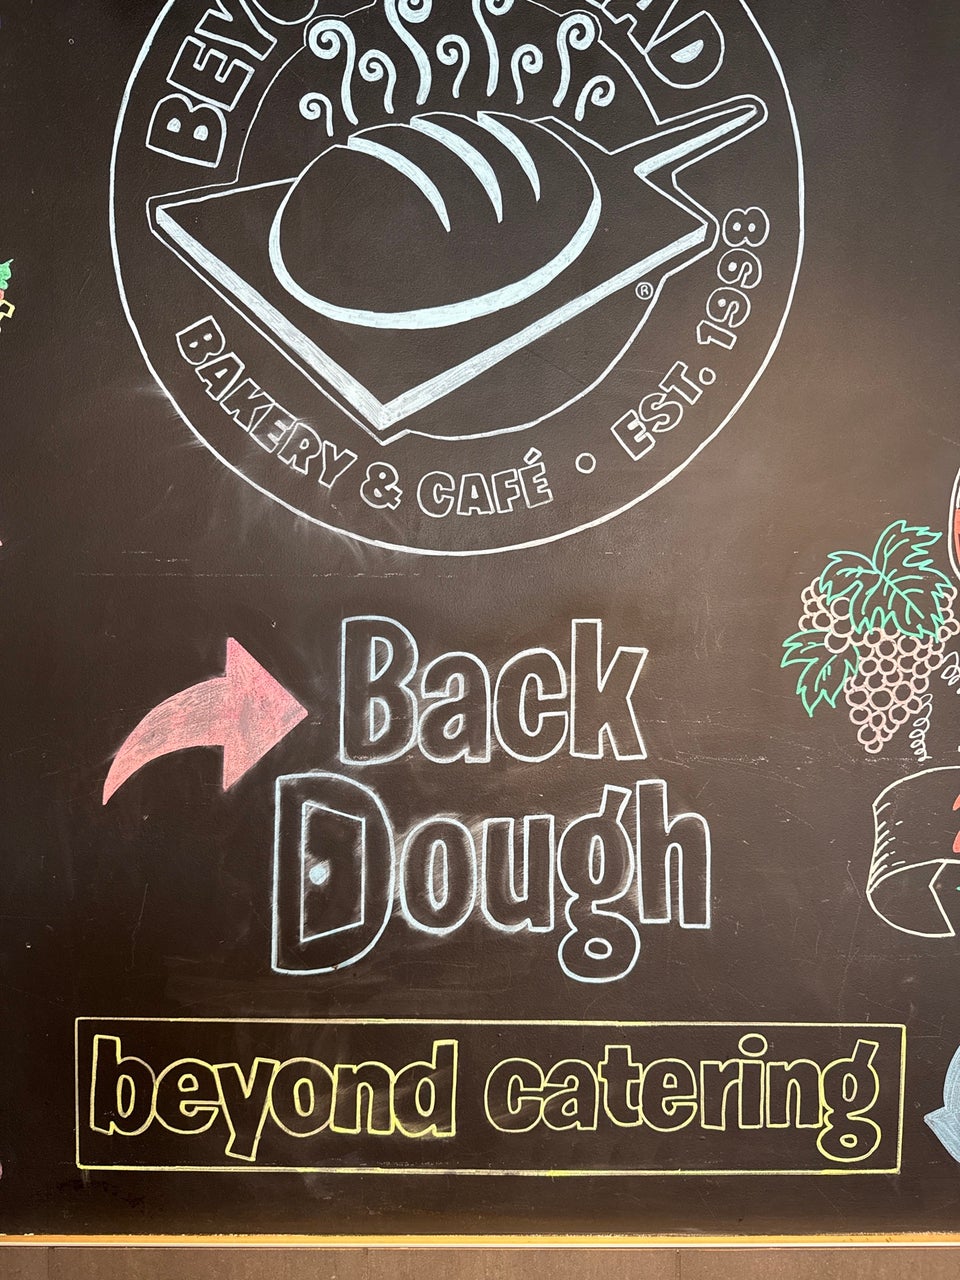 BAKERY & CAFÉ • EST. 1998
®
Back
Dough
beyond catering